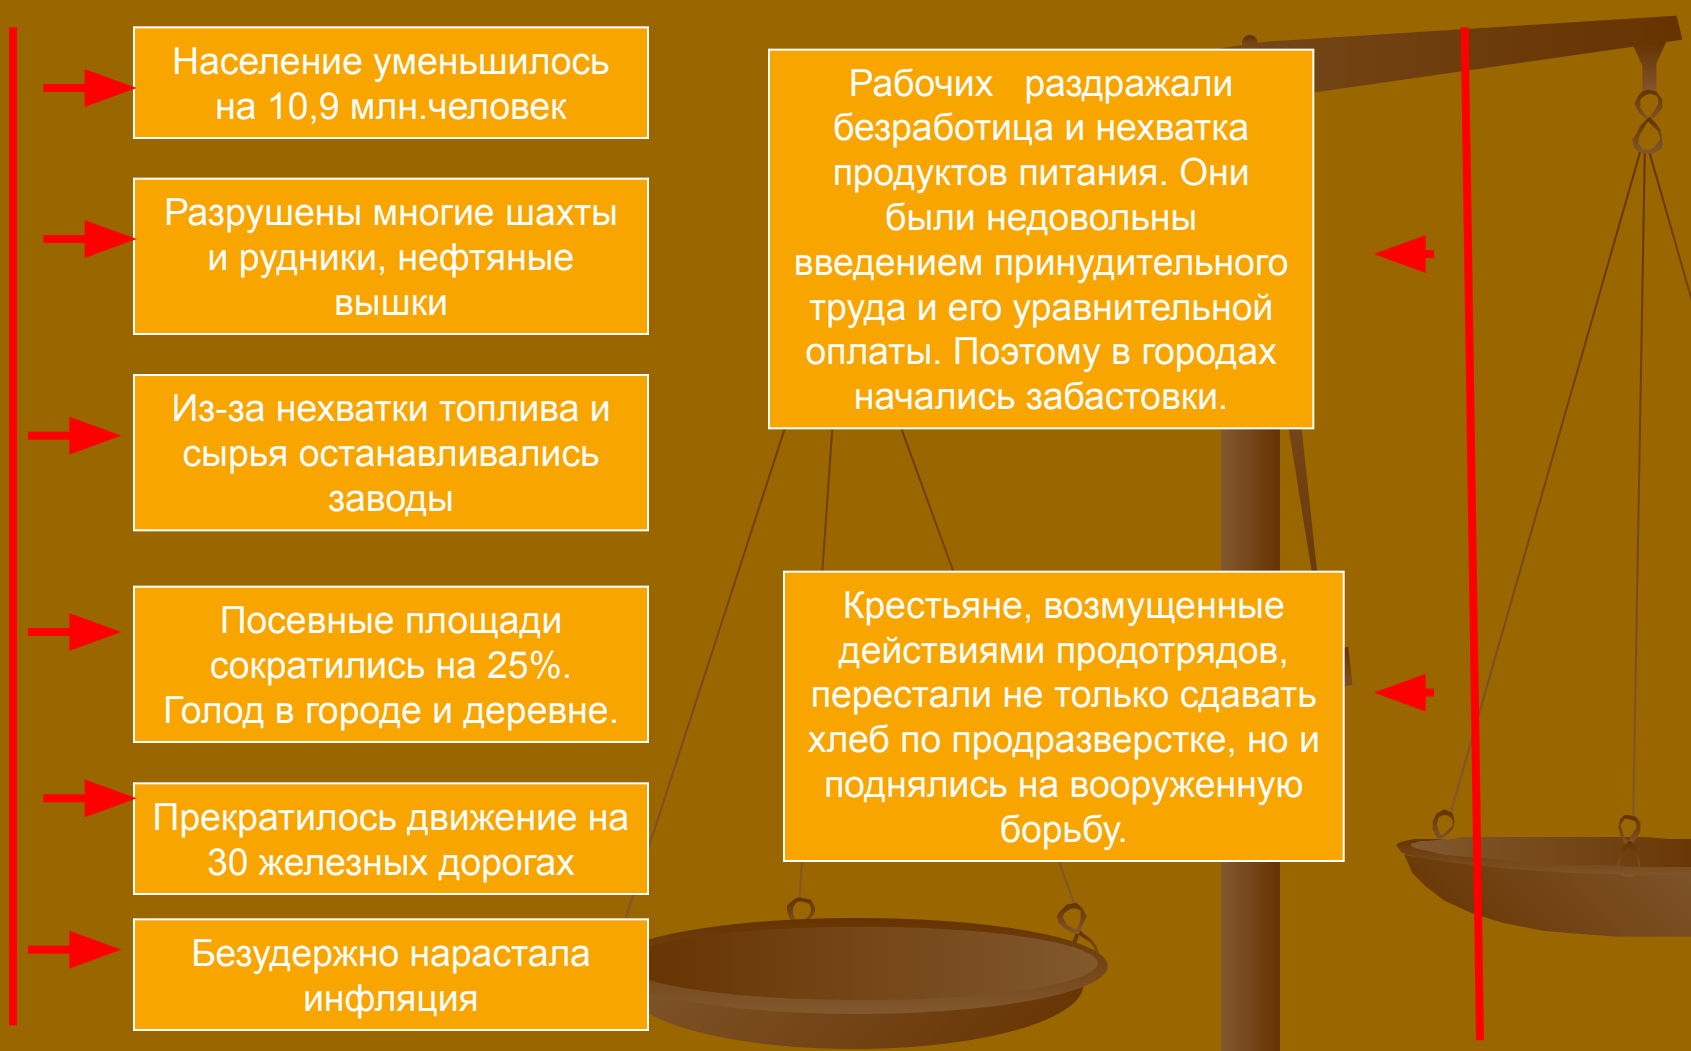 Население уменьшилось
на 10,9 млн.человек
Разрушены многие шахты
и рудники, нефтяные
вышки
Из-за нехватки топлива и
сырья останавливались
заводы
Посевные площади
сократились на 25%.
Голод в городе и деревне.
Прекратилось движение на
30 железных дорогах
Безудержно нарастала
инфляция
Рабочих раздражали
безработица и нехватка
продуктов питания. Они
были недовольны
введением принудительного
труда и его уравнительной
оплаты. Поэтому в городах
начались забастовки.
Крестьяне, возмущенные
действиями продотрядов,
перестали не только сдавать
хлеб по продразверстке, но и
поднялись на вооруженную
борьбу.